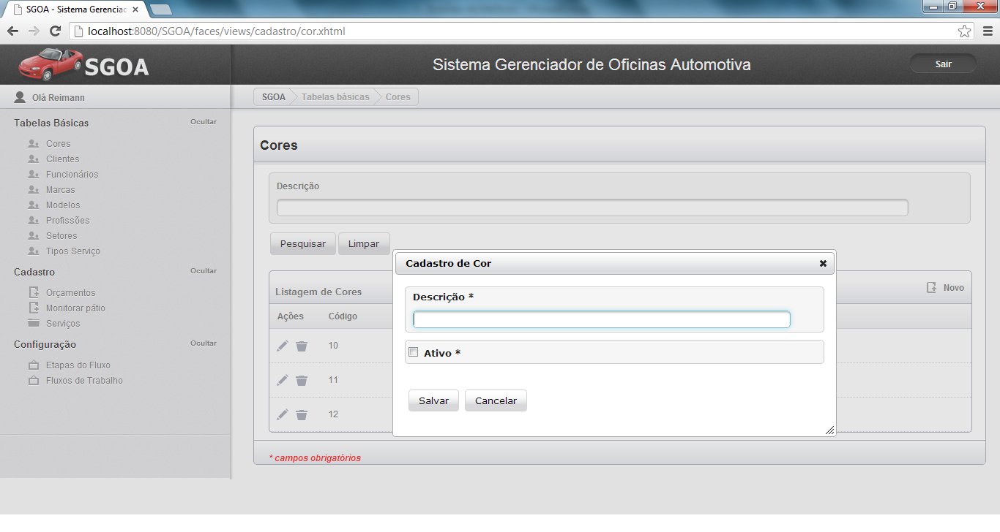 SGOA - Sistema Gerenciac
localhost:8080/SGOA/faces/views/cadastro/cor.xhtml
SGOA
Sistema Gerenciador de Oficinas Automotiva
Sair
Olá Reimann
SGOA Tabelas básicas Cores
Tabelas Básicas Ocultar
Cores
Clientes
Funcionários
Marcas
Modelos
Profissões
Setores
Tipos Serviço
Cadastro Ocultar
Orçamentos
Monitorar pátio
Serviços
Configuração Ocultar
Etapas do Fluxo
Fluxos de Trabalho
Cores
Descrição
Pesquisar Limpar
Listagem de Cores Novo
Ações Código
10
11
12
* campos obrigatórios
Cadastro de Cor
Descrição *
Ativo *
Salvar Cancelar